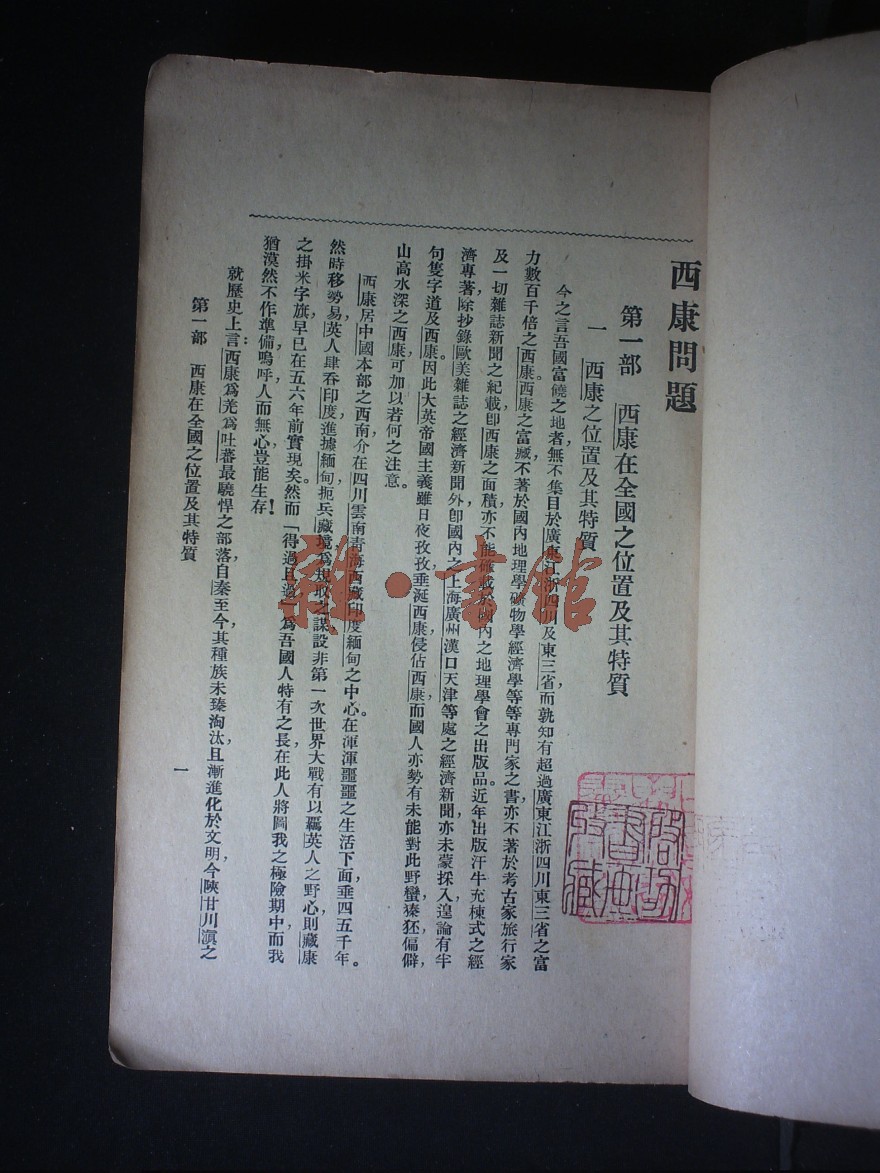 西康問題
第一部　西康在全國之位置及其特質
一　西康之位置及其特質
今之言吾國富饒之地者，無不集目於廣東江浙四川及東三省，而孰知有超過廣東江浙四川東三省之富
力數百千倍之西康。西康之富藏不著於國內地理學礦物學經濟學等等專門家之書，亦不著於考古家旅行家
及一切雜誌新聞之紀載，卽西康之面積，亦不能確載於國內之地理學會之出版品。近年出版汗牛充棟式之經
濟專著，除抄錄歐美雜誌之經濟新聞外，卽國內之上海廣州漢口天津等處之經濟新聞，亦未蒙採入，遑論有半
句隻字道及西康。因此大英帝國主義雖日夜孜孜垂涎西康，侵佔西康，而國人亦勢有未能對此野蠻獉狉偏僻，
山高水深之西康，可加以若何之注意。
西康居中國本部之西南，介在四川雲南青海西藏印度緬甸之中心，在渾渾噩噩之生活下面，垂四五千年。
然時移勢易，英人肆吞印度，進據緬甸，扼兵藏境，爲規取之謀，設非第一次世界大戰有以羈英人之野心，則藏康
之掛米字旗，早已在五六年前實現矣。然而「得過且過」爲吾國人特有之長，在此人將圖我之極險期中，而我
猶漠然不作準備，嗚呼，人而無心，豈能生存！
就歷史上言：西康爲羌爲吐蕃最驍悍之部落，自秦至今，其種族未臻淘汰，且漸進化於文明，今陝甘川滇之
第一部　西康在全國之位置及其特質
一
雜·書館